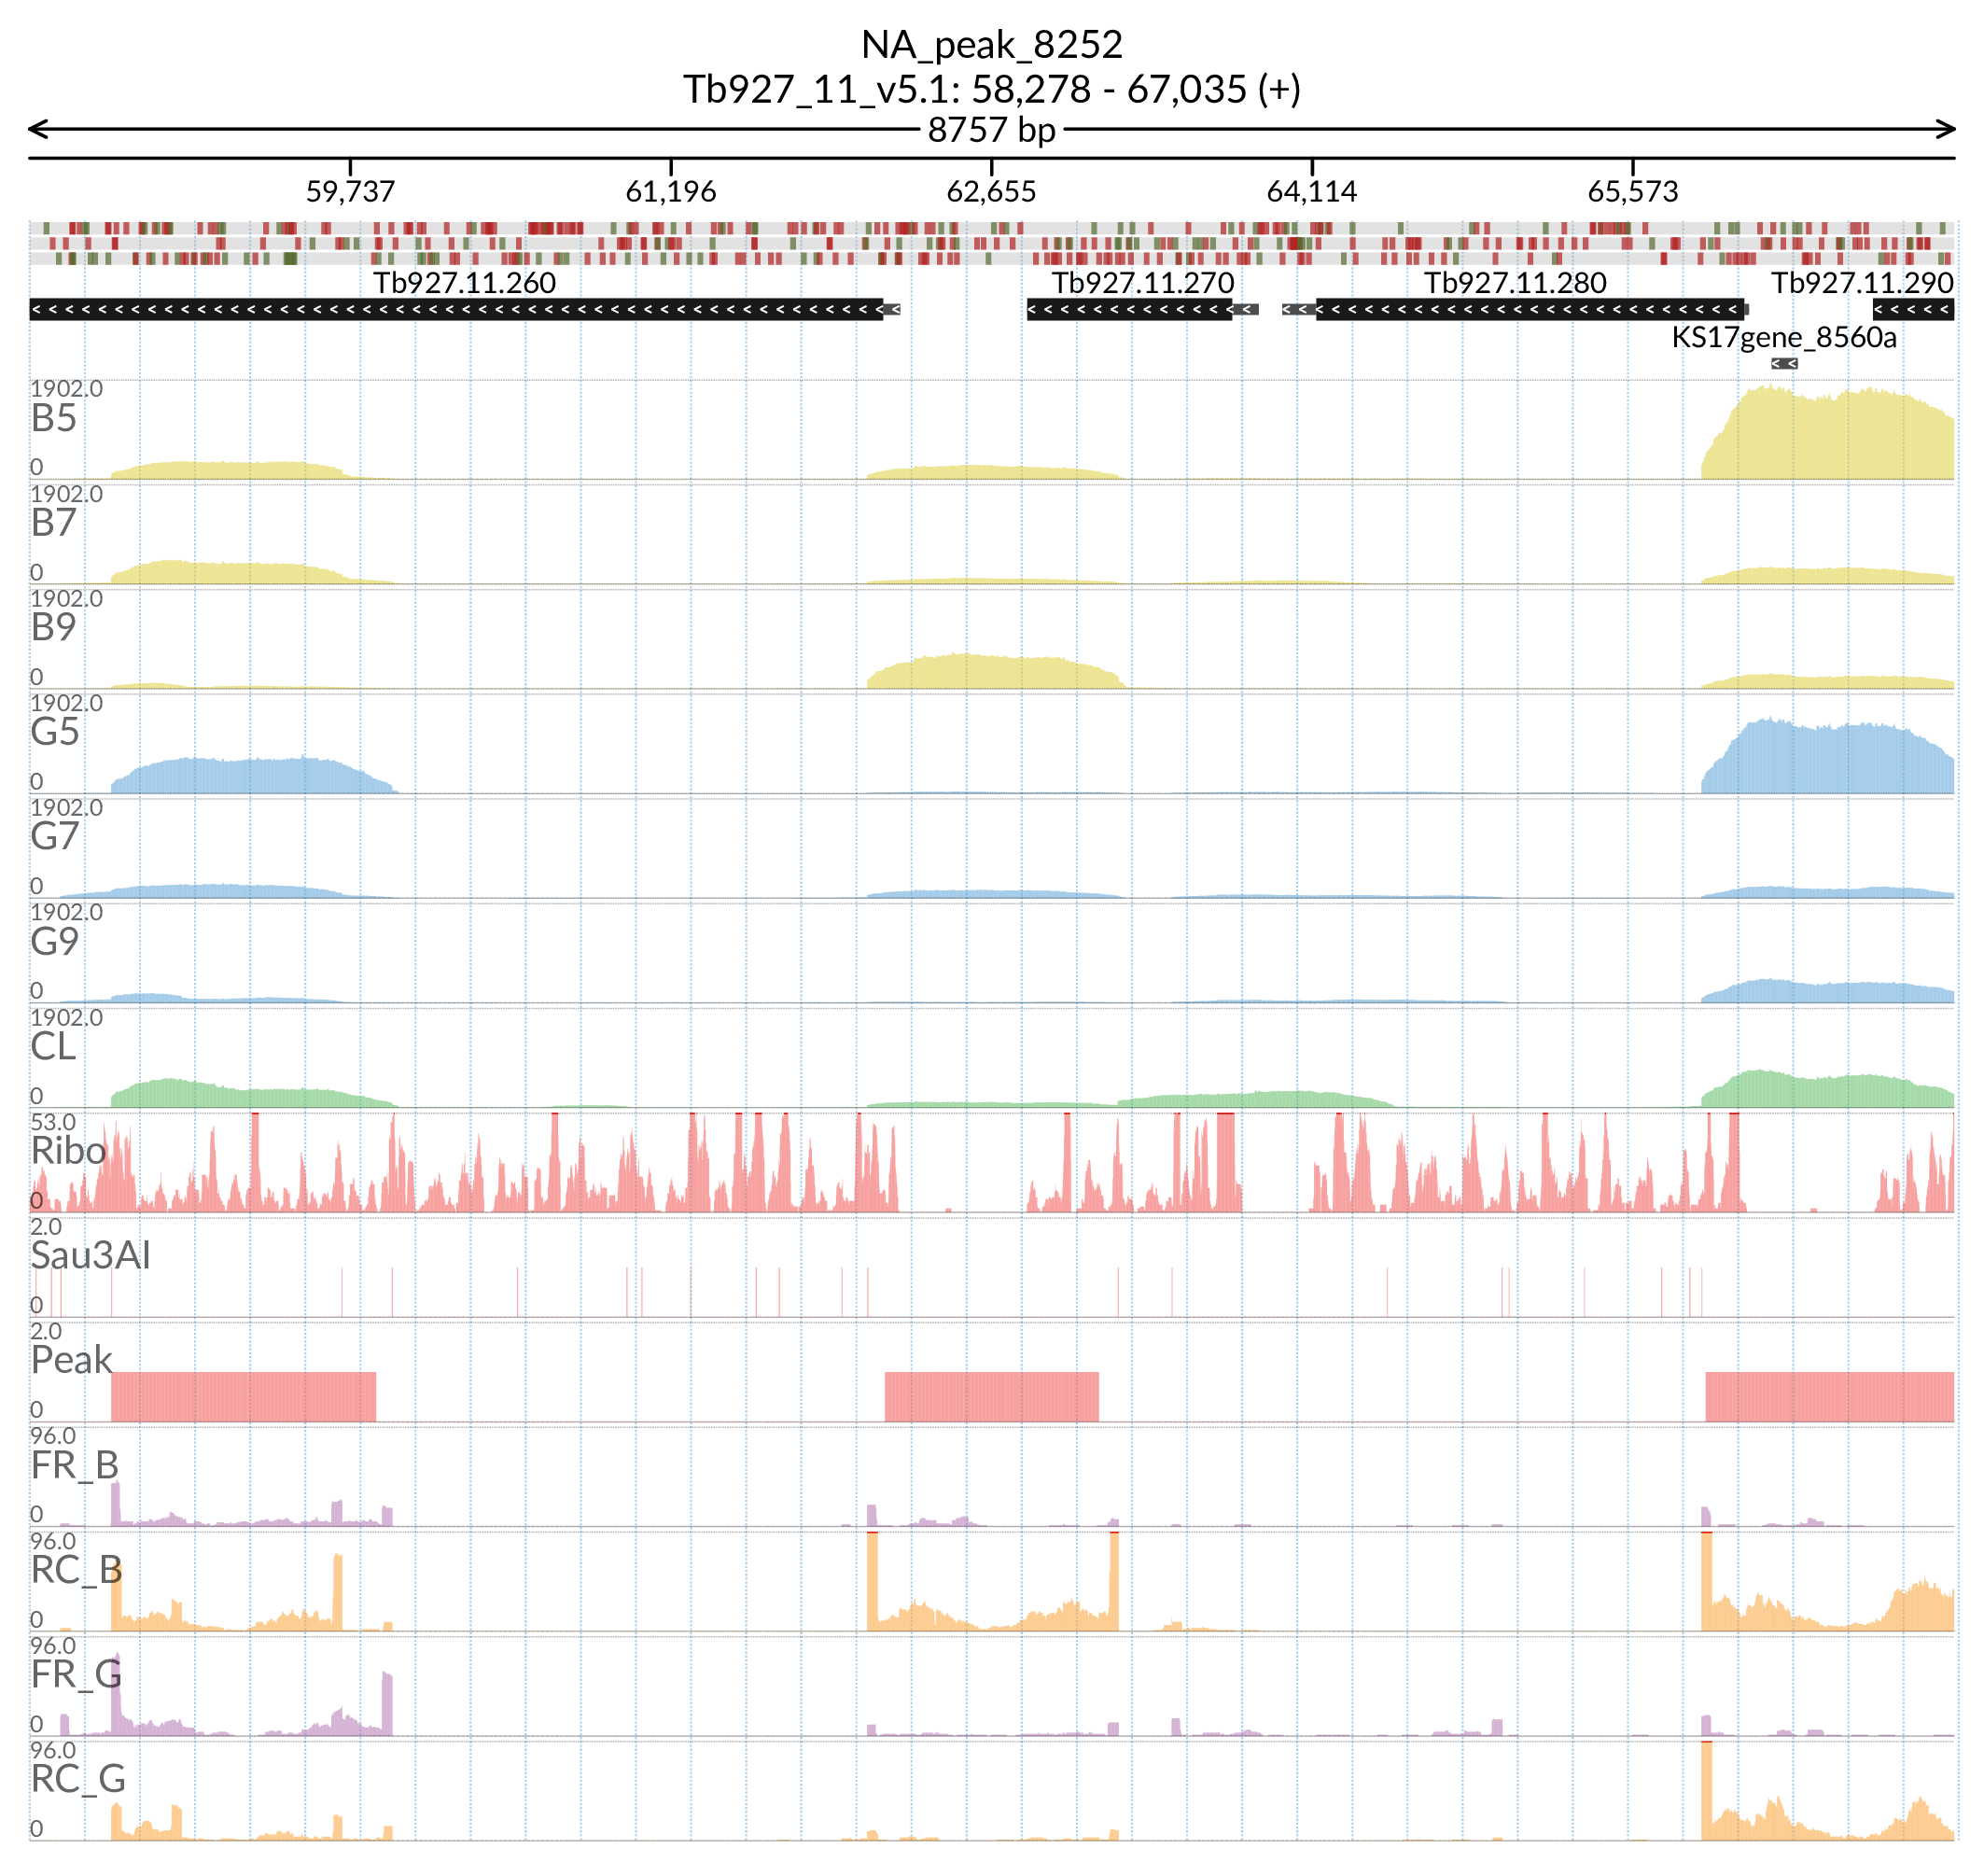 NA_peak_8252
Tb927_11_v5.1: 58,278 - 67,035 (+)
8757 bp
59,737 61,196 62,655 64,114 65,573
Tb927.11.260 Tb927.11.270 Tb927.11.280 Tb927.11.290
KS17gene_8560a
1902.0
B5
0
1902.0
B7
0
1902.0
B9
0
1902.0
G5
0
1902.0
G7
0
1902.0
G9
0
1902.0
CL
0
53.0
Ribo
0
2.0
Sau3AI
0
2.0
Peak
0
96.0
FR_B
0
96.0
RC_B
0
96.0
FR_G
0
96.0
RC_G
0